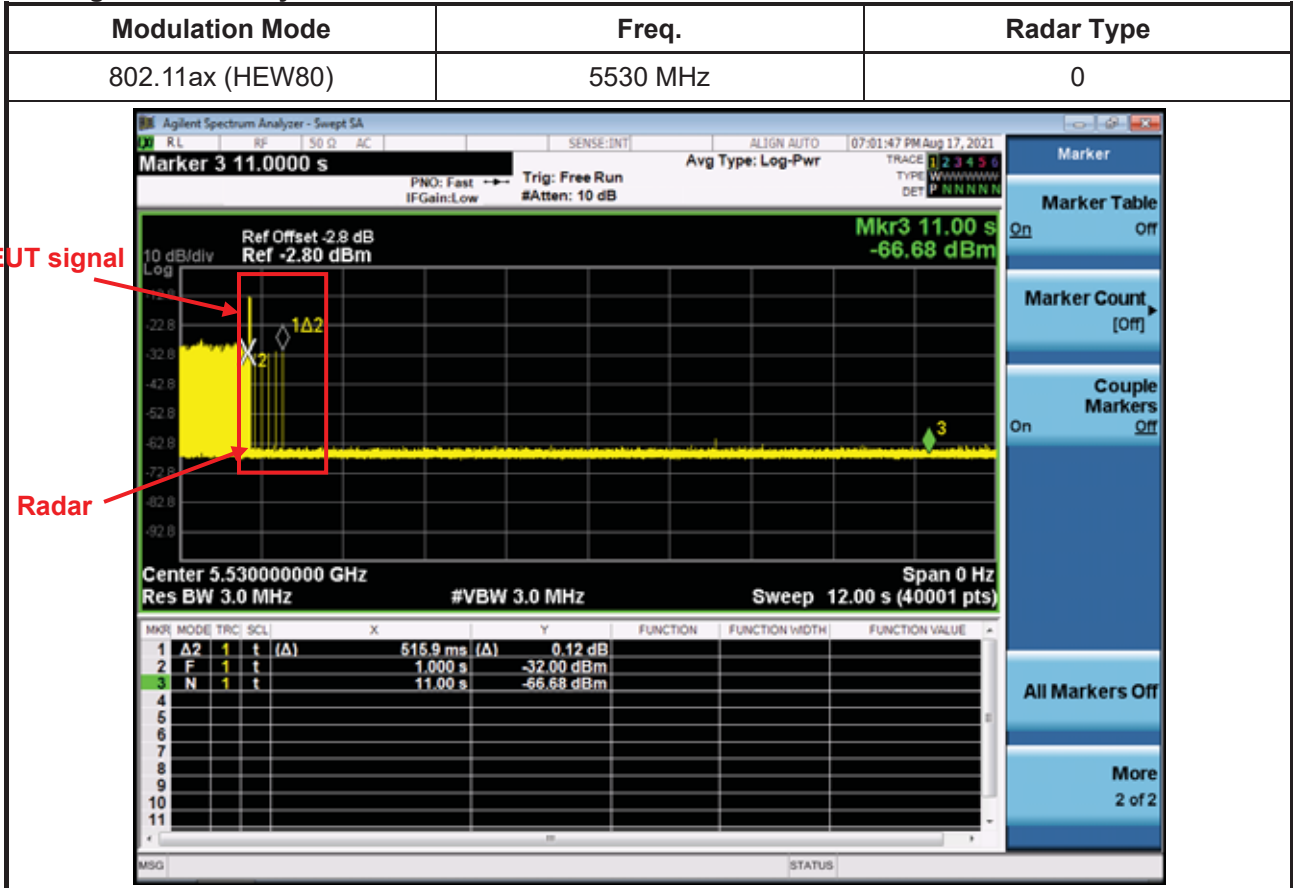 Modulation Mode Freq. Radar Type
802.11ax (HEW80) 5530 MHz 0
Agilent Spectrum Analyzer - Swept SA
RL RF 50 Ω AC SENSE:INT ALIGN AUTO 07:01:47 PM Aug 17, 2021
Marker 3 11.0000 s
PNO: Fast
IFGain:Low
Trig: Free Run
#Atten: 10 dB
Avg Type: Log-Pwr
TRACE 1 2 3 4 5 6
TYPE WWWWWW
DET P N N N N N
Mkr3 11.00 s
-66.68 dBm
Ref Offset -2.8 dB
10 dB/div Ref -2.80 dBm
Log
EUT signal
-12.8
-22.8
-32.8
-42.8
-52.8
-62.8
-72.8
-82.8
-92.8
1Δ2
2
3
Radar
Center 5.530000000 GHz Span 0 Hz
Res BW 3.0 MHz #VBW 3.0 MHz Sweep 12.00 s (40001 pts)
MKR MODE TRC SCL X Y FUNCTION FUNCTION WIDTH FUNCTION VALUE
1 Δ2 1 t (Δ) 515.9 ms (Δ) 0.12 dB
2 F 1 t 1.000 s -32.00 dBm
3 N 1 t 11.00 s -66.68 dBm
4
5
6
7
8
9
10
11
MSG STATUS
Marker
Marker Table
On Off
Marker Count
[Off]
Couple
Markers
On Off
All Markers Off
More
2 of 2